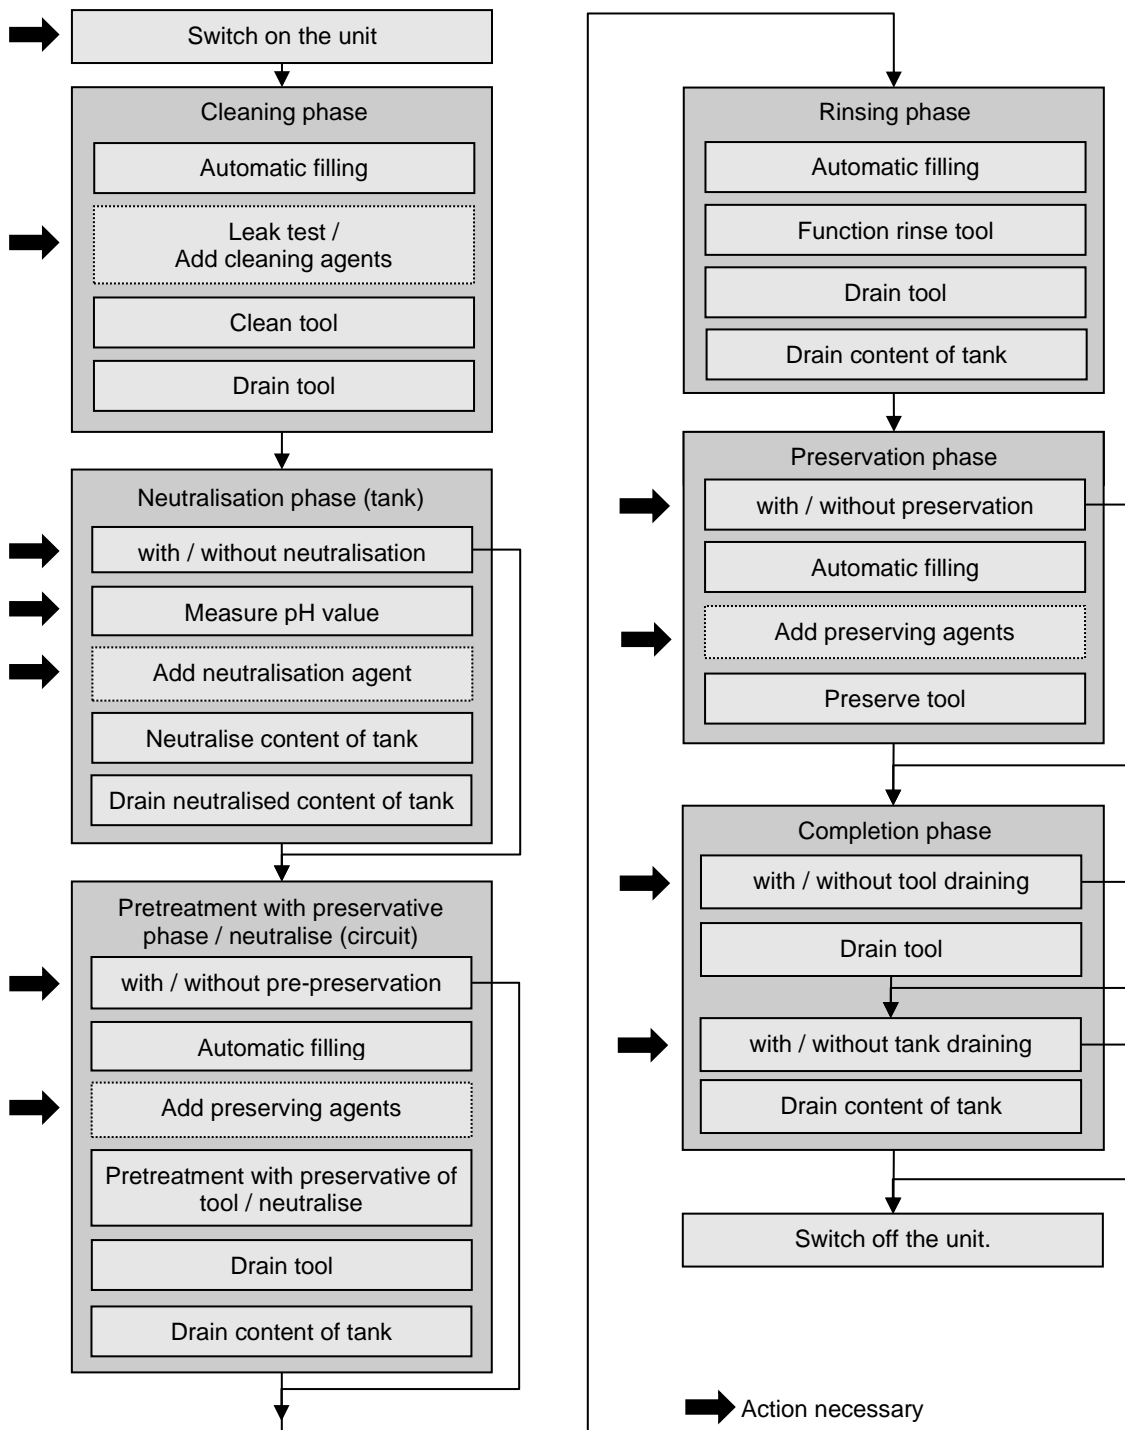 Switch on the unit
Cleaning phase
Automatic filling
Leak test /
Add cleaning agents
Clean tool
Drain tool
Neutralisation phase (tank)
with / without neutralisation
Measure pH value
Add neutralisation agent
Neutralise content of tank
Drain neutralised content of tank
Pretreatment with preservative
phase / neutralise (circuit)
with / without pre-preservation
Automatic filling
Add preserving agents
Pretreatment with preservative of
tool / neutralise
Drain tool
Drain content of tank
Rinsing phase
Automatic filling
Function rinse tool
Drain tool
Drain content of tank
Preservation phase
with / without preservation
Automatic filling
Add preserving agents
Preserve tool
Completion phase
with / without tool draining
Drain tool
with / without tank draining
Drain content of tank
Switch off the unit.
Action necessary